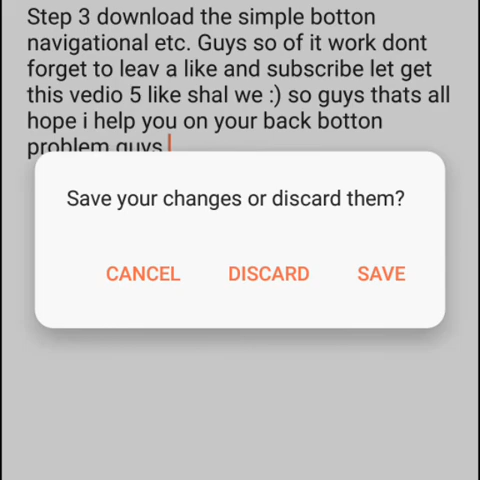 Step 3 download the simple botton
navigational etc. Guys so of it work dont
forget to leav a like and subscribe let get
this vedio 5 like shal we :) so guys thats all
hope i help you on your back botton
problem guys
Save your changes or discard them?
CANCEL DISCARD SAVE